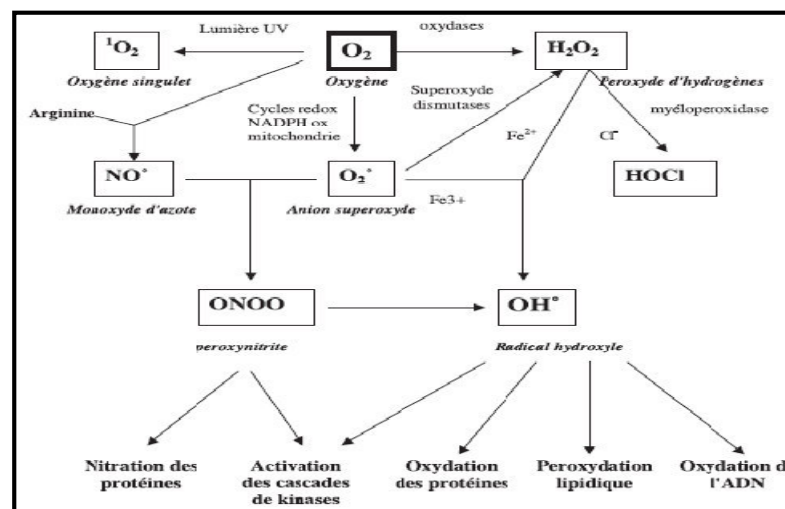 Lumière UV
oxydases
¹O₂
O₂
H₂O₂
Oxygène singulet
Oxygène
Peroxyde d'hydrogènes
Arginine
Cycles redox
NADPH ox
mitochondrie
Superoxyde
dismutases
myéloperoxidase
Fe²⁺
Cl⁻
NO°
O₂°
HOCl
Monoxyde d'azote
Anion superoxyde
Fe3+
ONOO
OH°
peroxynitrite
Radical hydroxyle
Nitration des
protéines
Activation
des cascades
de kinases
Oxydation
des protéines
Peroxydation
lipidique
Oxydation d
l'ADN